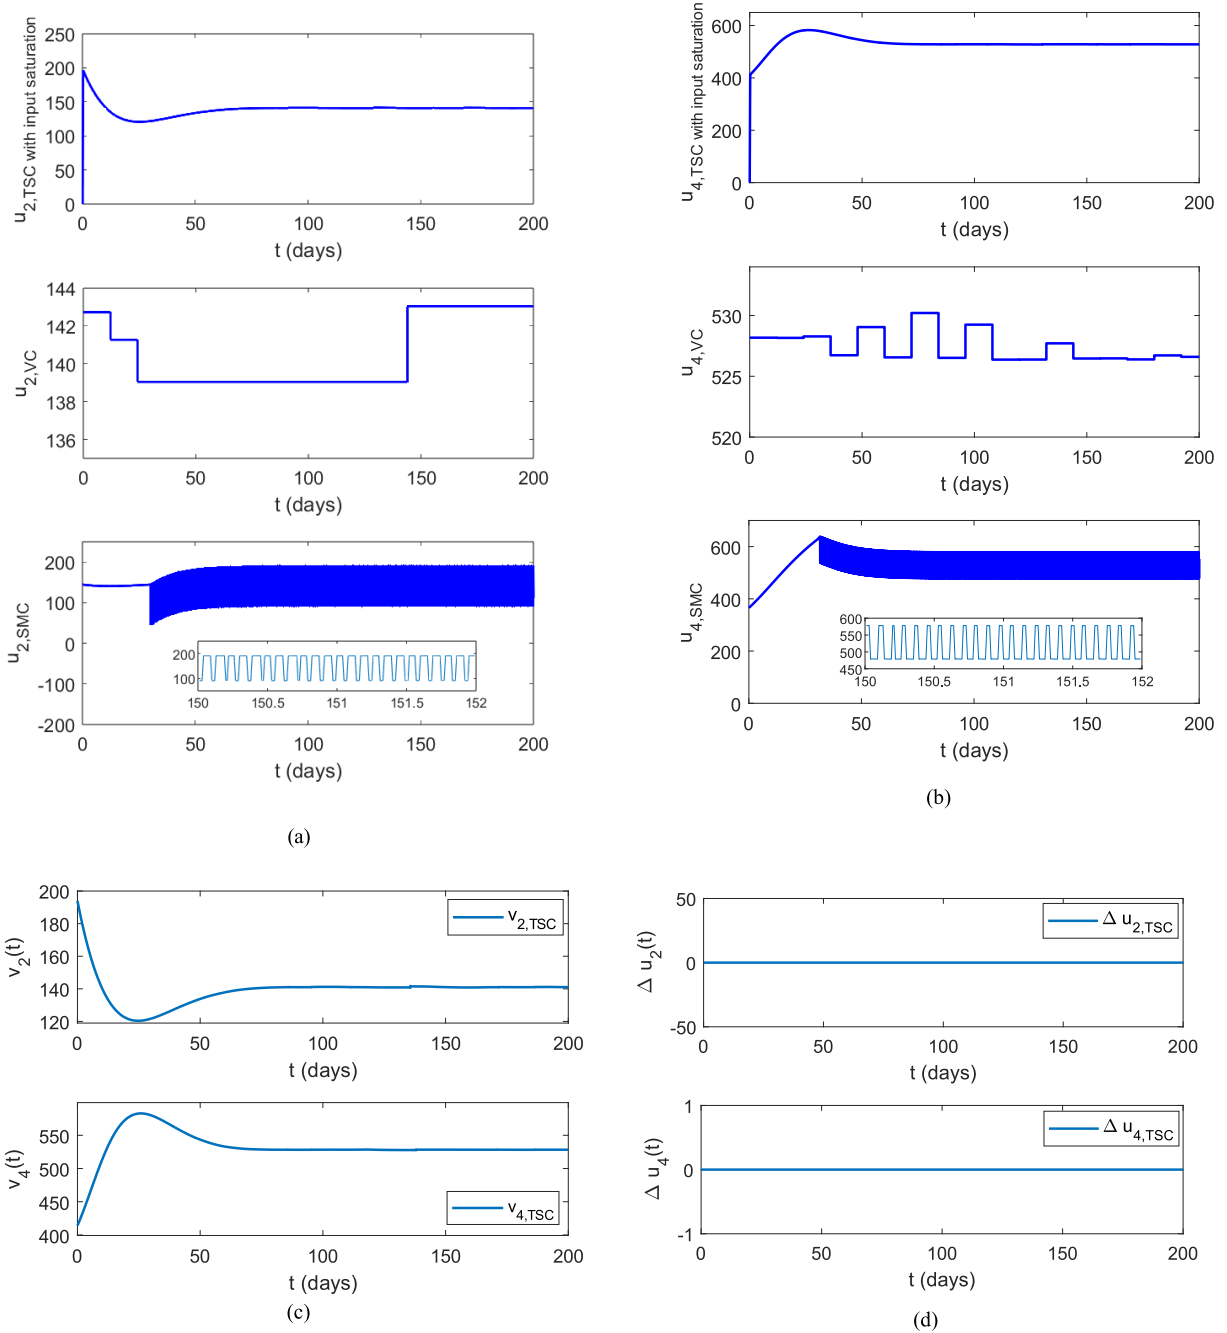 u2,TSC with input saturation
250
200
150
100
50
0
0 50 100 150 200
t (days)
u2,VC
144
142
140
138
136
0 50 100 150 200
t (days)
u2,SMC
200
100
0
-100
-200
200
100
150 150.5 151 151.5 152
0 50 100 150 200
t (days)
(a)
u4,TSC with input saturation
600
400
200
0
0 50 100 150 200
t (days)
u4,VC
530
525
520
0 50 100 150 200
t (days)
u4,SMC
600
400
200
0
600
550
500
450
150 150.5 151 151.5 152
0 50 100 150 200
t (days)
(b)
v2(t)
200
180
160
140
120
v2,TSC
0 50 100 150 200
t (days)
v4(t)
550
500
450
400
v4,TSC
0 50 100 150 200
t (days)
(c)
Δ u2(t)
50
0
-50
Δ u2,TSC
0 50 100 150 200
t (days)
Δ u4(t)
1
0
-1
Δ u4,TSC
0 50 100 150 200
t (days)
(d)